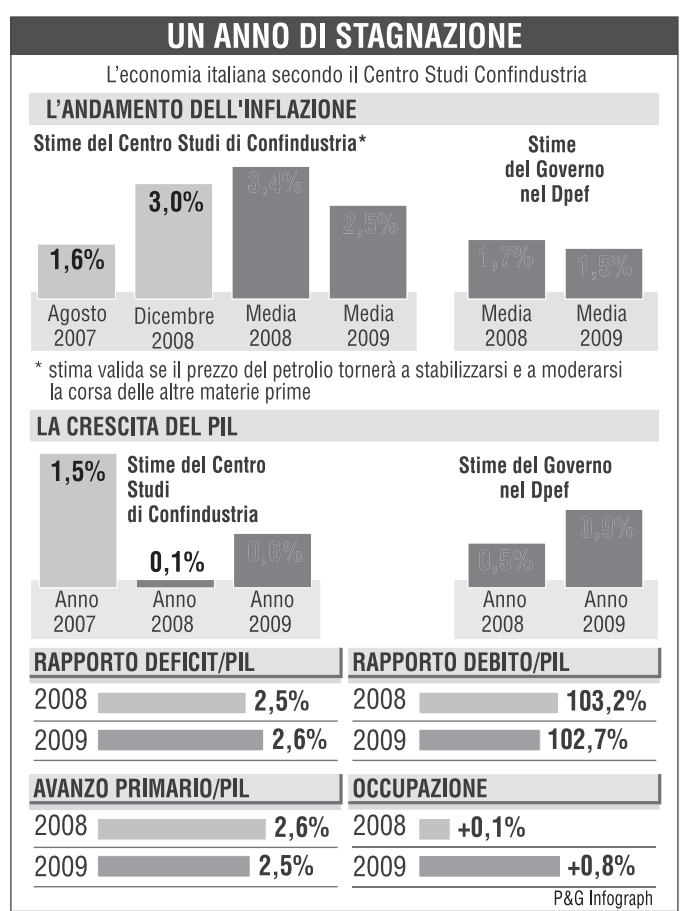 UN ANNO DI STAGNAZIONE
L'economia italiana secondo il Centro Studi Confindustria
L'ANDAMENTO DELL'INFLAZIONE
Stime del Centro Studi di Confindustria*
1,6%
3,0%
3,4%
2,5%
Agosto
2007
Dicembre
2008
Media
2008
Media
2009
Stime
del Governo
nel Dpef
1,7%
1,5%
Media
2008
Media
2009
* stima valida se il prezzo del petrolio tornerà a stabilizzarsi e a moderarsi
la corsa delle altre materie prime
LA CRESCITA DEL PIL
Stime del Centro
Studi
di Confindustria
1,5%
0,1%
0,6%
Anno
2007
Anno
2008
Anno
2009
Stime del Governo
nel Dpef
0,5%
0,9%
Anno
2008
Anno
2009
RAPPORTO DEFICIT/PIL
2008 2,5%
2009 2,6%
RAPPORTO DEBITO/PIL
2008 103,2%
2009 102,7%
AVANZO PRIMARIO/PIL
2008 2,6%
2009 2,5%
OCCUPAZIONE
2008 +0,1%
2009 +0,8%
P&G Infograph